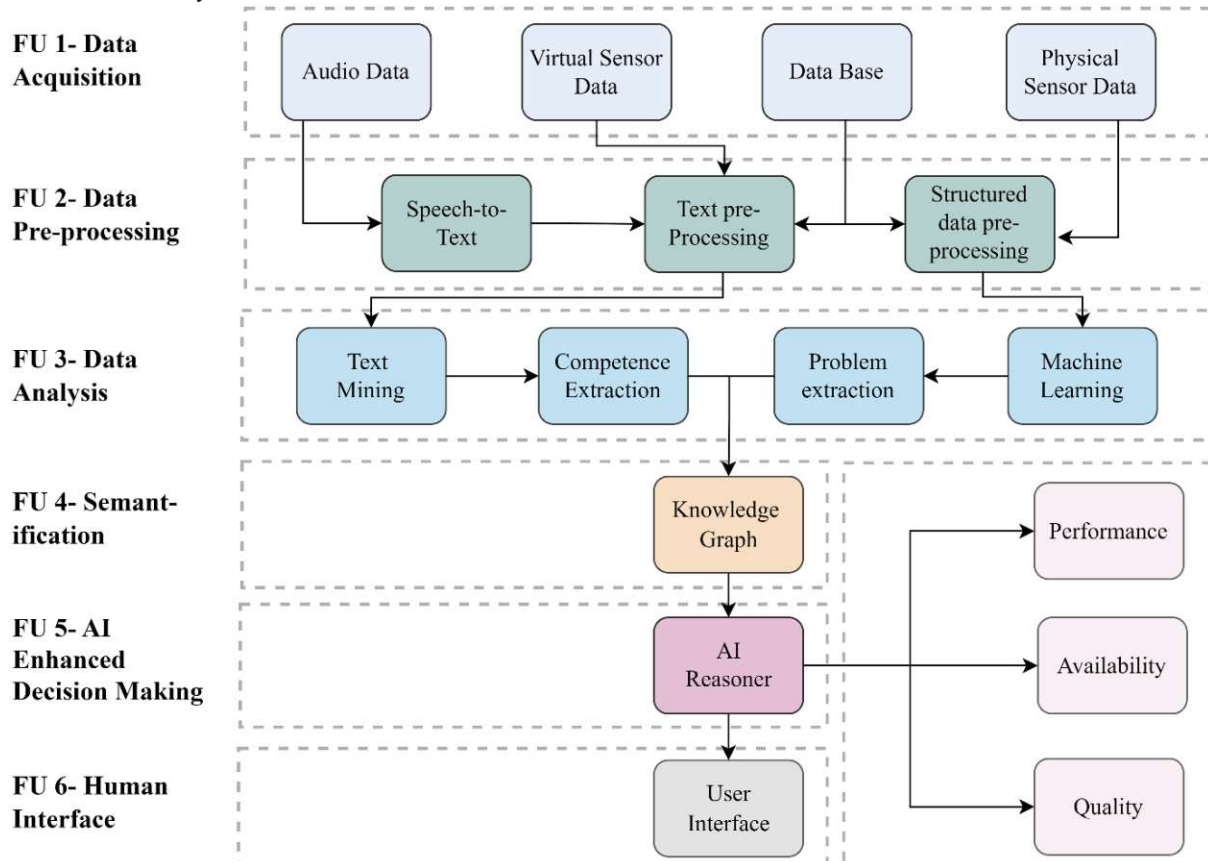 FU 1- Data
Acquisition
Audio Data
Virtual Sensor
Data
Data Base
Physical
Sensor Data
FU 2- Data
Pre-processing
Speech-to-
Text
Text pre-
Processing
Structured
data pre-
processing
FU 3- Data
Analysis
Text
Mining
Competence
Extraction
Problem
extraction
Machine
Learning
FU 4- Semant-
ification
Knowledge
Graph
Performance
FU 5- AI
Enhanced
Decision Making
AI
Reasoner
Availability
FU 6- Human
Interface
User
Interface
Quality